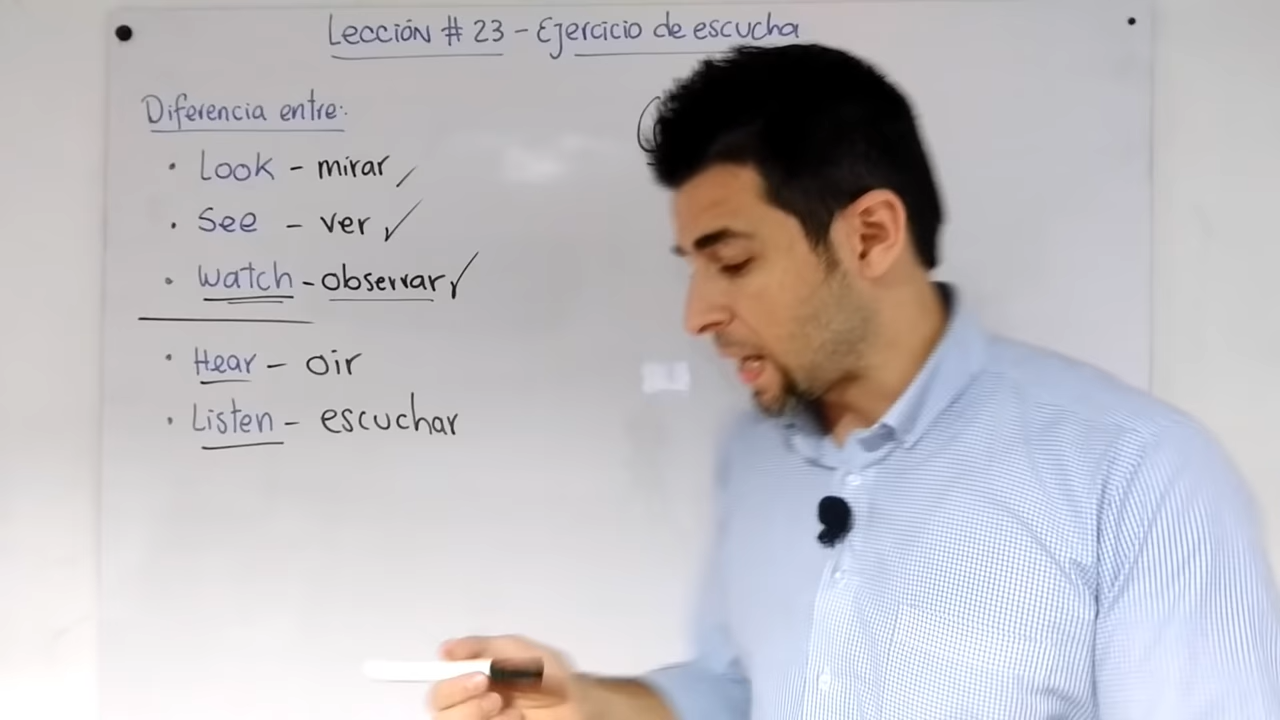 Lección # 23 - Ejercicio de escucha
Diferencia entre:
• Look - mirar
• See - ver ✓
• Watch - observar ✓
• Hear - oir
• Listen - escuchar